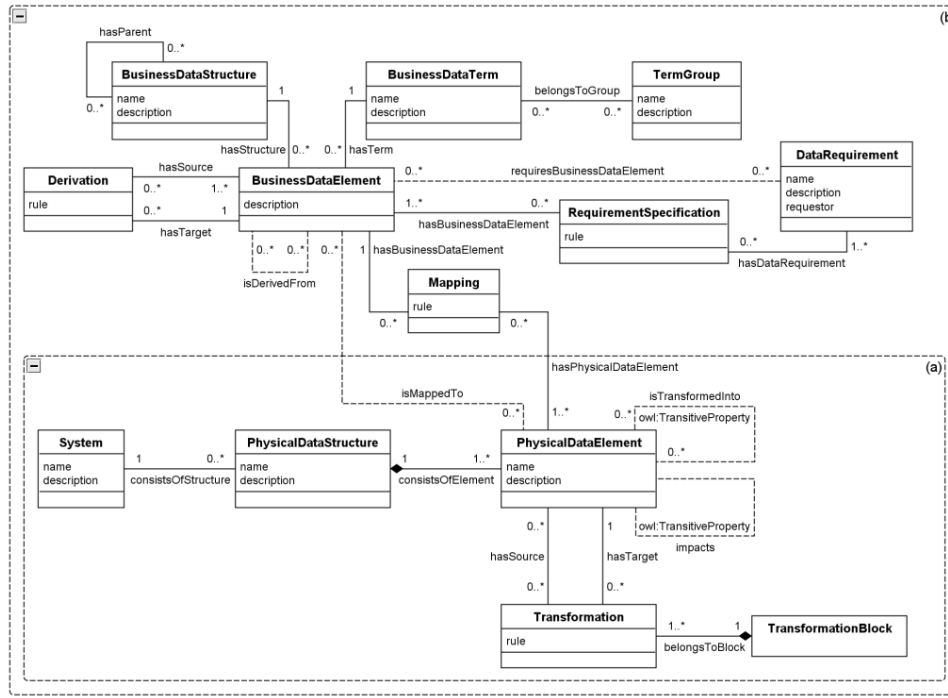 (b)
hasParent
0..*
0..*
BusinessDataStructure
name
description
1
hasStructure
0..*
BusinessDataTerm
name
description
1
0..*
hasTerm
belongsToGroup
0..*
0..*
TermGroup
name
description
Derivation
rule
hasSource
0..*
1..*
0..*
1
hasTarget
BusinessDataElement
description
0..*
requiresBusinessDataElement
0..*
DataRequirement
name
description
requestor
1..*
0..*
hasBusinessDataElement
RequirementSpecification
rule
0..*
1..*
hasDataRequirement
0..*
0..*
isDerivedFrom
0..*
1
hasBusinessDataElement
Mapping
rule
0..*
0..*
(a)
hasPhysicalDataElement
isMappedTo
0..*
1..*
isTransformedInto
0..*
owl:TransitiveProperty
0..*
System
name
description
1
0..*
consistsOfStructure
PhysicalDataStructure
name
description
1
1..*
consistsOfElement
PhysicalDataElement
name
description
owl:TransitiveProperty
impacts
0..*
1
hasSource
hasTarget
0..*
0..*
Transformation
rule
1..*
1
belongsToBlock
TransformationBlock